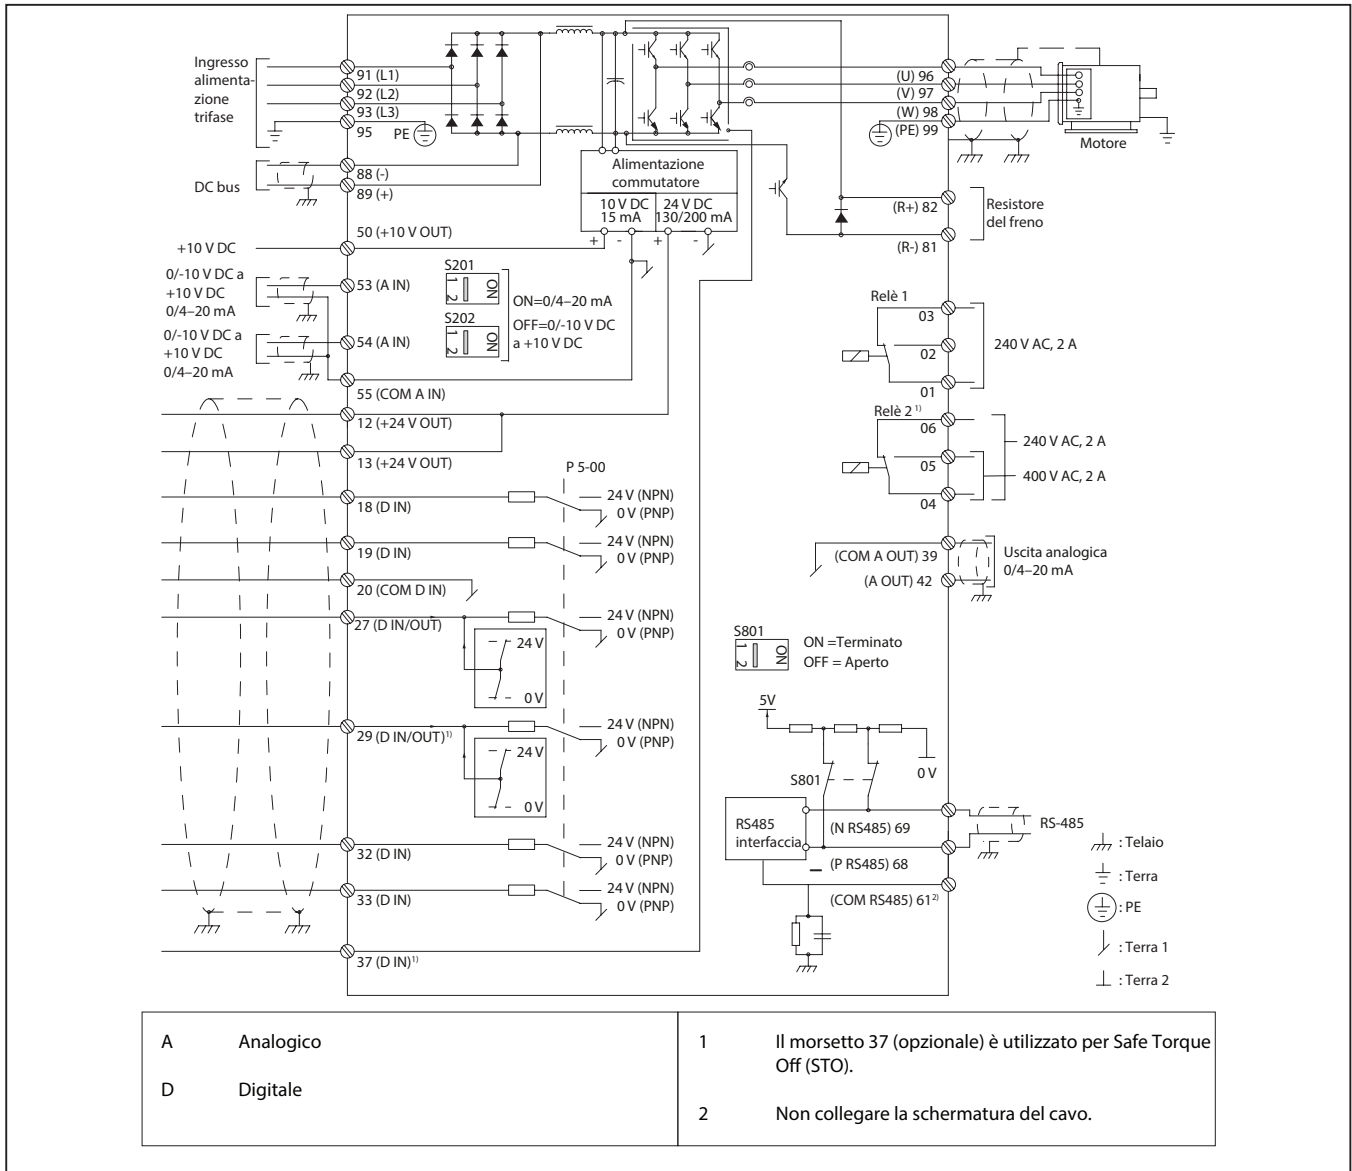 Ingresso
alimenta-
zione
trifase
91 (L1)
92 (L2)
93 (L3)
95
PE
DC bus
88 (-)
89 (+)
+10 V DC
50 (+10 V OUT)
0/-10 V DC a
+10 V DC
0/4–20 mA
53 (A IN)
0/-10 V DC a
+10 V DC
0/4–20 mA
54 (A IN)
55 (COM A IN)
12 (+24 V OUT)
13 (+24 V OUT)
18 (D IN)
19 (D IN)
20 (COM D IN)
27 (D IN/OUT)
29 (D IN/OUT)1)
32 (D IN)
33 (D IN)
37 (D IN)1)
S201
1
2
ON
S202
1
2
ON
ON=0/4–20 mA
OFF=0/-10 V DC
a +10 V DC
Alimentazione
commutatore
10 V DC
15 mA
24 V DC
130/200 mA
+ - + -
P 5-00
24 V (NPN)
0 V (PNP)
24 V (NPN)
0 V (PNP)
24 V (NPN)
0 V (PNP)
24 V
0 V
24 V (NPN)
0 V (PNP)
24 V
0 V
24 V (NPN)
0 V (PNP)
24 V (NPN)
0 V (PNP)
(U) 96
(V) 97
(W) 98
(PE) 99
Motore
(R+) 82
(R-) 81
Resistore
del freno
Relè 1
03
02
01
240 V AC, 2 A
Relè 2 1)
06
05
04
240 V AC, 2 A
400 V AC, 2 A
(COM A OUT) 39
(A OUT) 42
Uscita analogica
0/4–20 mA
S801
1
2
ON
ON =Terminato
OFF = Aperto
5V
S801
0 V
RS485
interfaccia
(N RS485) 69
(P RS485) 68
(COM RS485) 612)
RS-485
: Telaio
: Terra
: PE
: Terra 1
: Terra 2
A Analogico
D Digitale
1 Il morsetto 37 (opzionale) è utilizzato per Safe Torque
Off (STO).
2 Non collegare la schermatura del cavo.